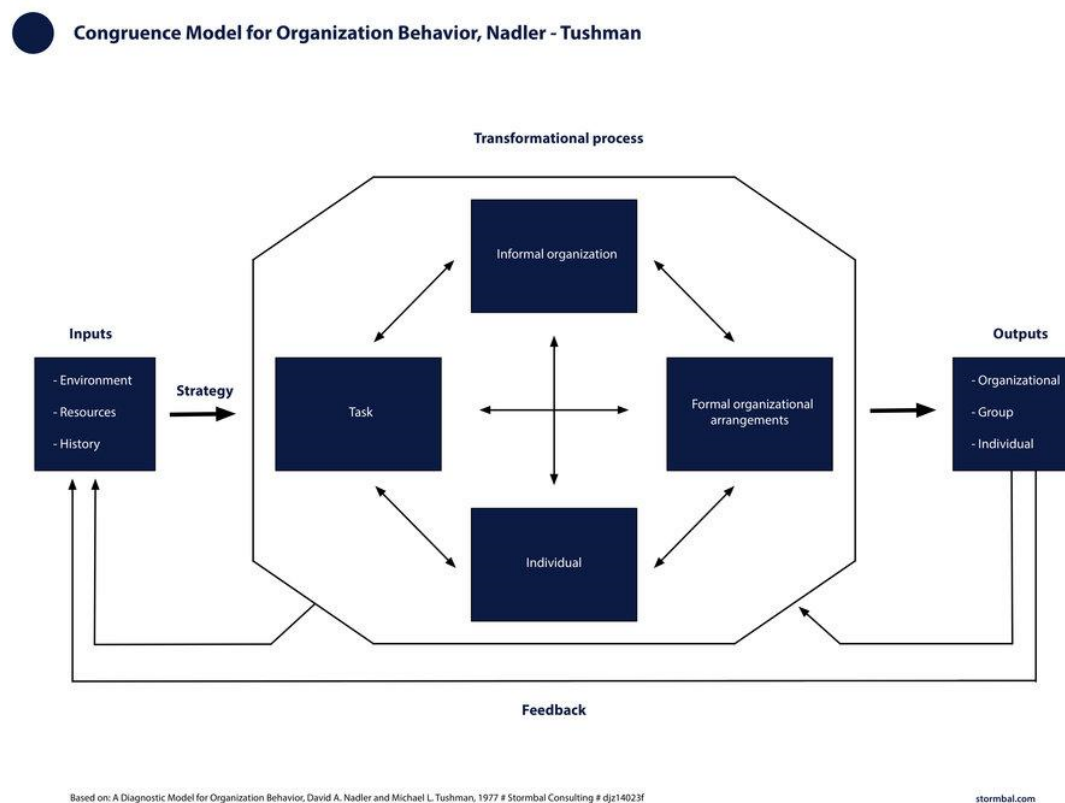 Congruence Model for Organization Behavior, Nadler - Tushman
Transformational process
Informal organization
Inputs
- Environment
- Resources
- History
Strategy
Task
Formal organizational
arrangements
Outputs
- Organizational
- Group
- Individual
Individual
Feedback
Based on: A Diagnostic Model for Organization Behavior, David A. Nadler and Michael L. Tushman, 1977 # Stormbal Consulting # djz14023f
stormbal.com